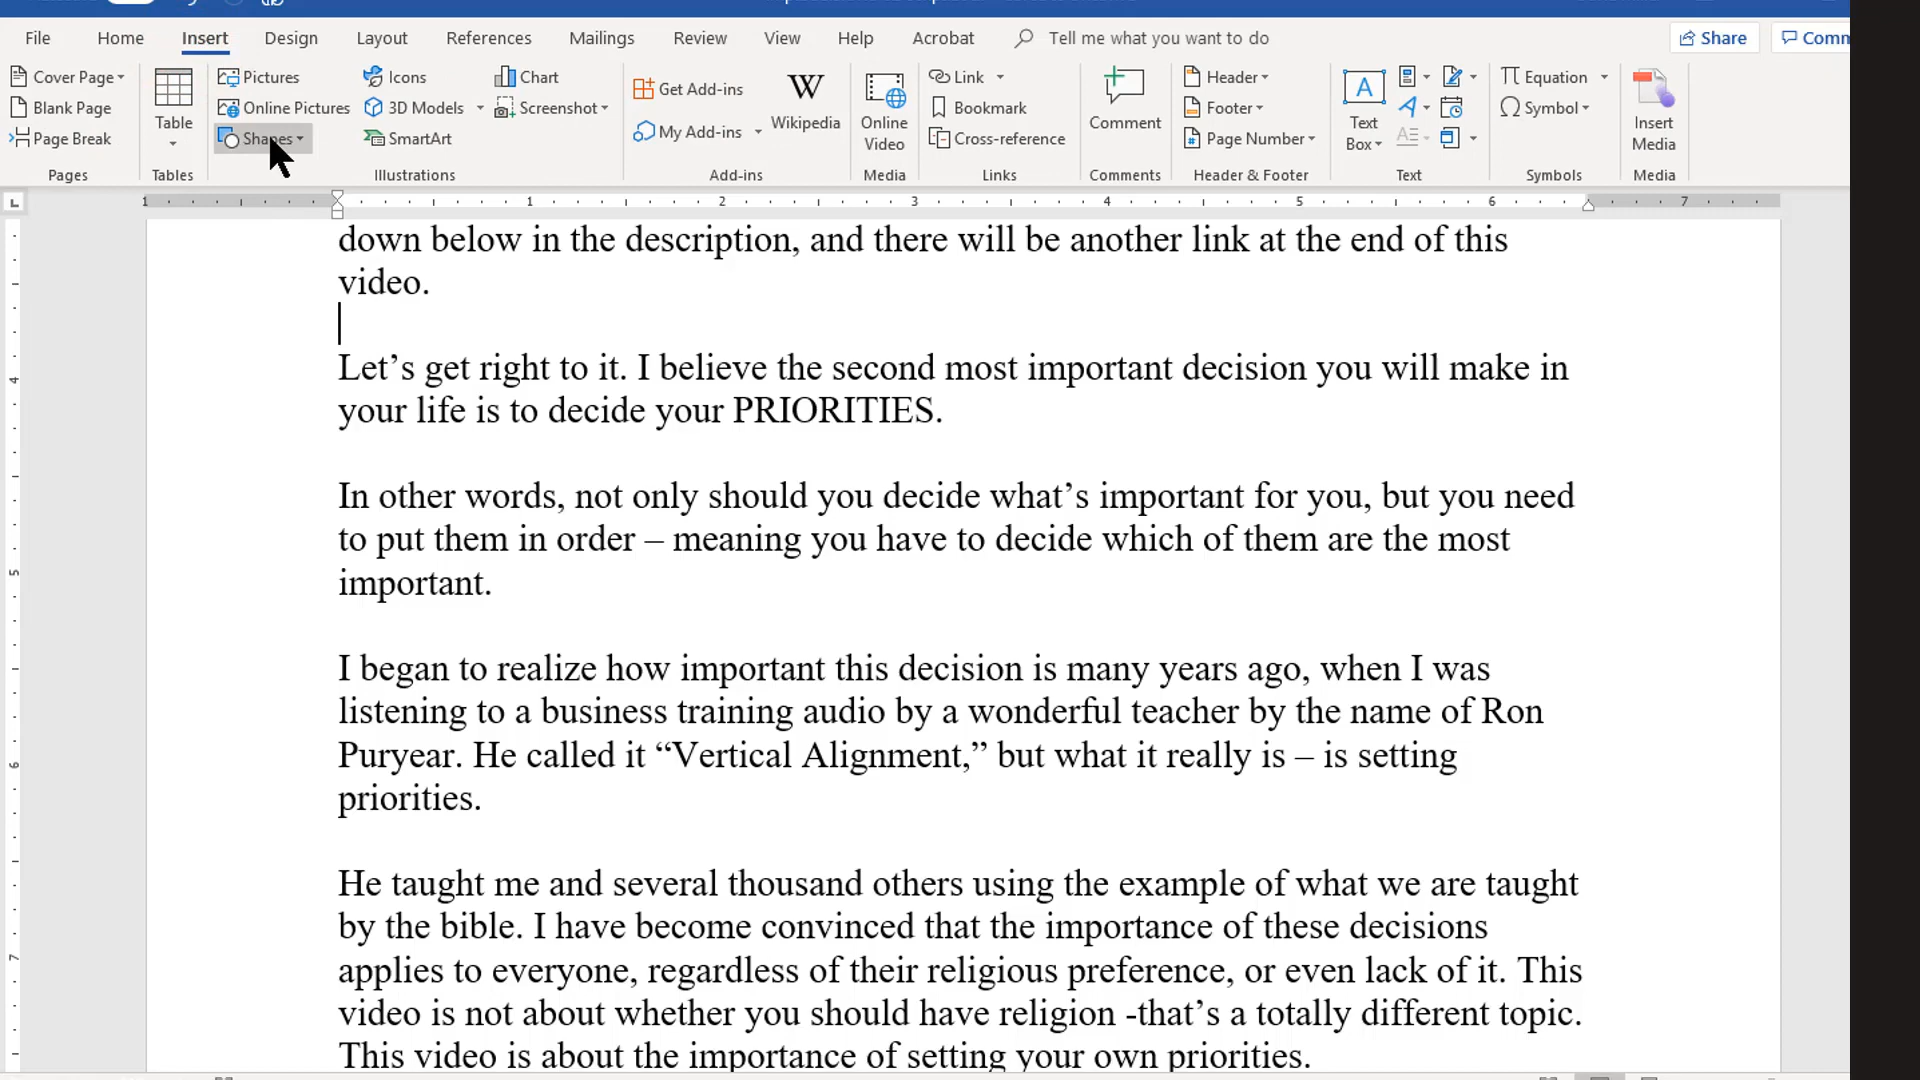 File Home Insert Design Layout References Mailings Review View Help Acrobat Tell me what you want to do Share Comm
Cover Page
Blank Page
Page Break
Pages
Table
Tables
Pictures
Online Pictures
Shapes
Icons
3D Models
SmartArt
Chart
Screenshot
Illustrations
Get Add-ins
My Add-ins
W
Wikipedia
Add-ins
Online
Video
Media
Link
Bookmark
Cross-reference
Links
Comment
Comments
Header
Footer
Page Number
Header & Footer
A
Text
Box
Text
Equation
Symbol
Symbols
Insert
Media
Media
L
1 1 2 3 4 5 6 7
4
5
6
7
down below in the description, and there will be another link at the end of this
video.
Let’s get right to it. I believe the second most important decision you will make in
your life is to decide your PRIORITIES.
In other words, not only should you decide what’s important for you, but you need
to put them in order – meaning you have to decide which of them are the most
important.
I began to realize how important this decision is many years ago, when I was
listening to a business training audio by a wonderful teacher by the name of Ron
Puryear. He called it “Vertical Alignment,” but what it really is – is setting
priorities.
He taught me and several thousand others using the example of what we are taught
by the bible. I have become convinced that the importance of these decisions
applies to everyone, regardless of their religious preference, or even lack of it. This
video is not about whether you should have religion -that’s a totally different topic.
This video is about the importance of setting your own priorities.